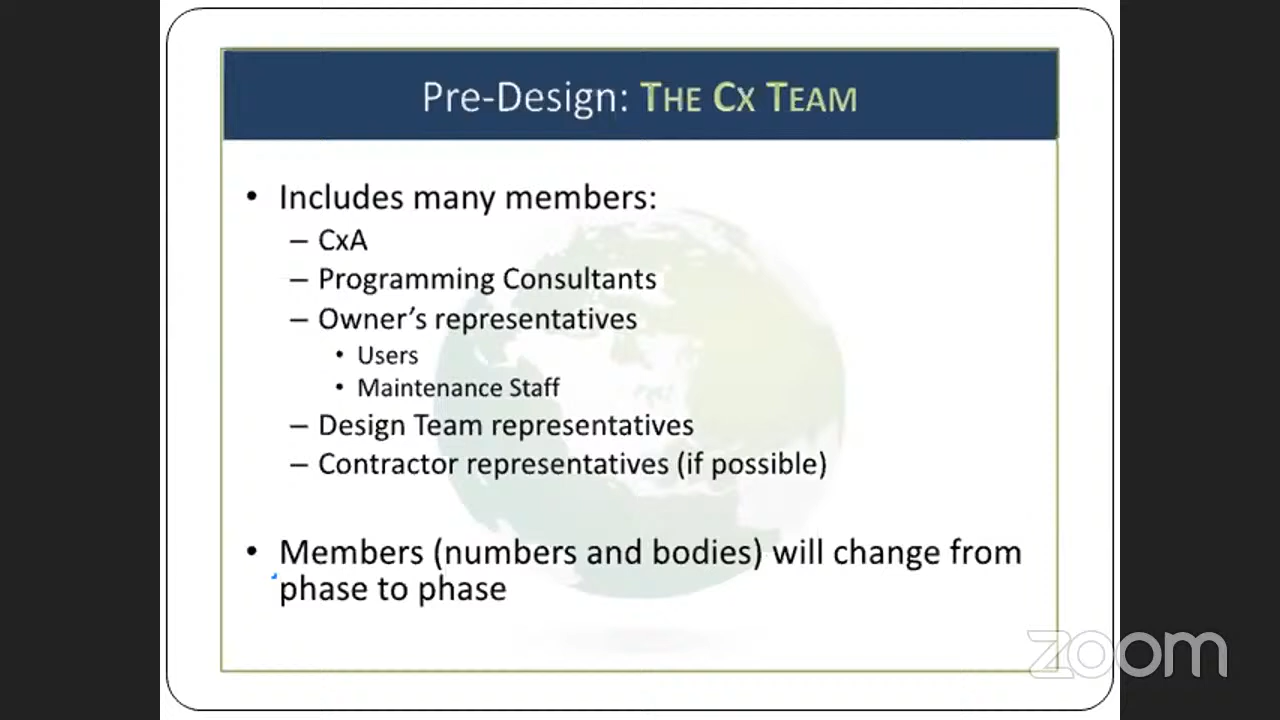 Pre-Design: THE CX TEAM
• Includes many members:
– CxA
– Programming Consultants
– Owner’s representatives
• Users
• Maintenance Staff
– Design Team representatives
– Contractor representatives (if possible)
• Members (numbers and bodies) will change from
phase to phase
zoom